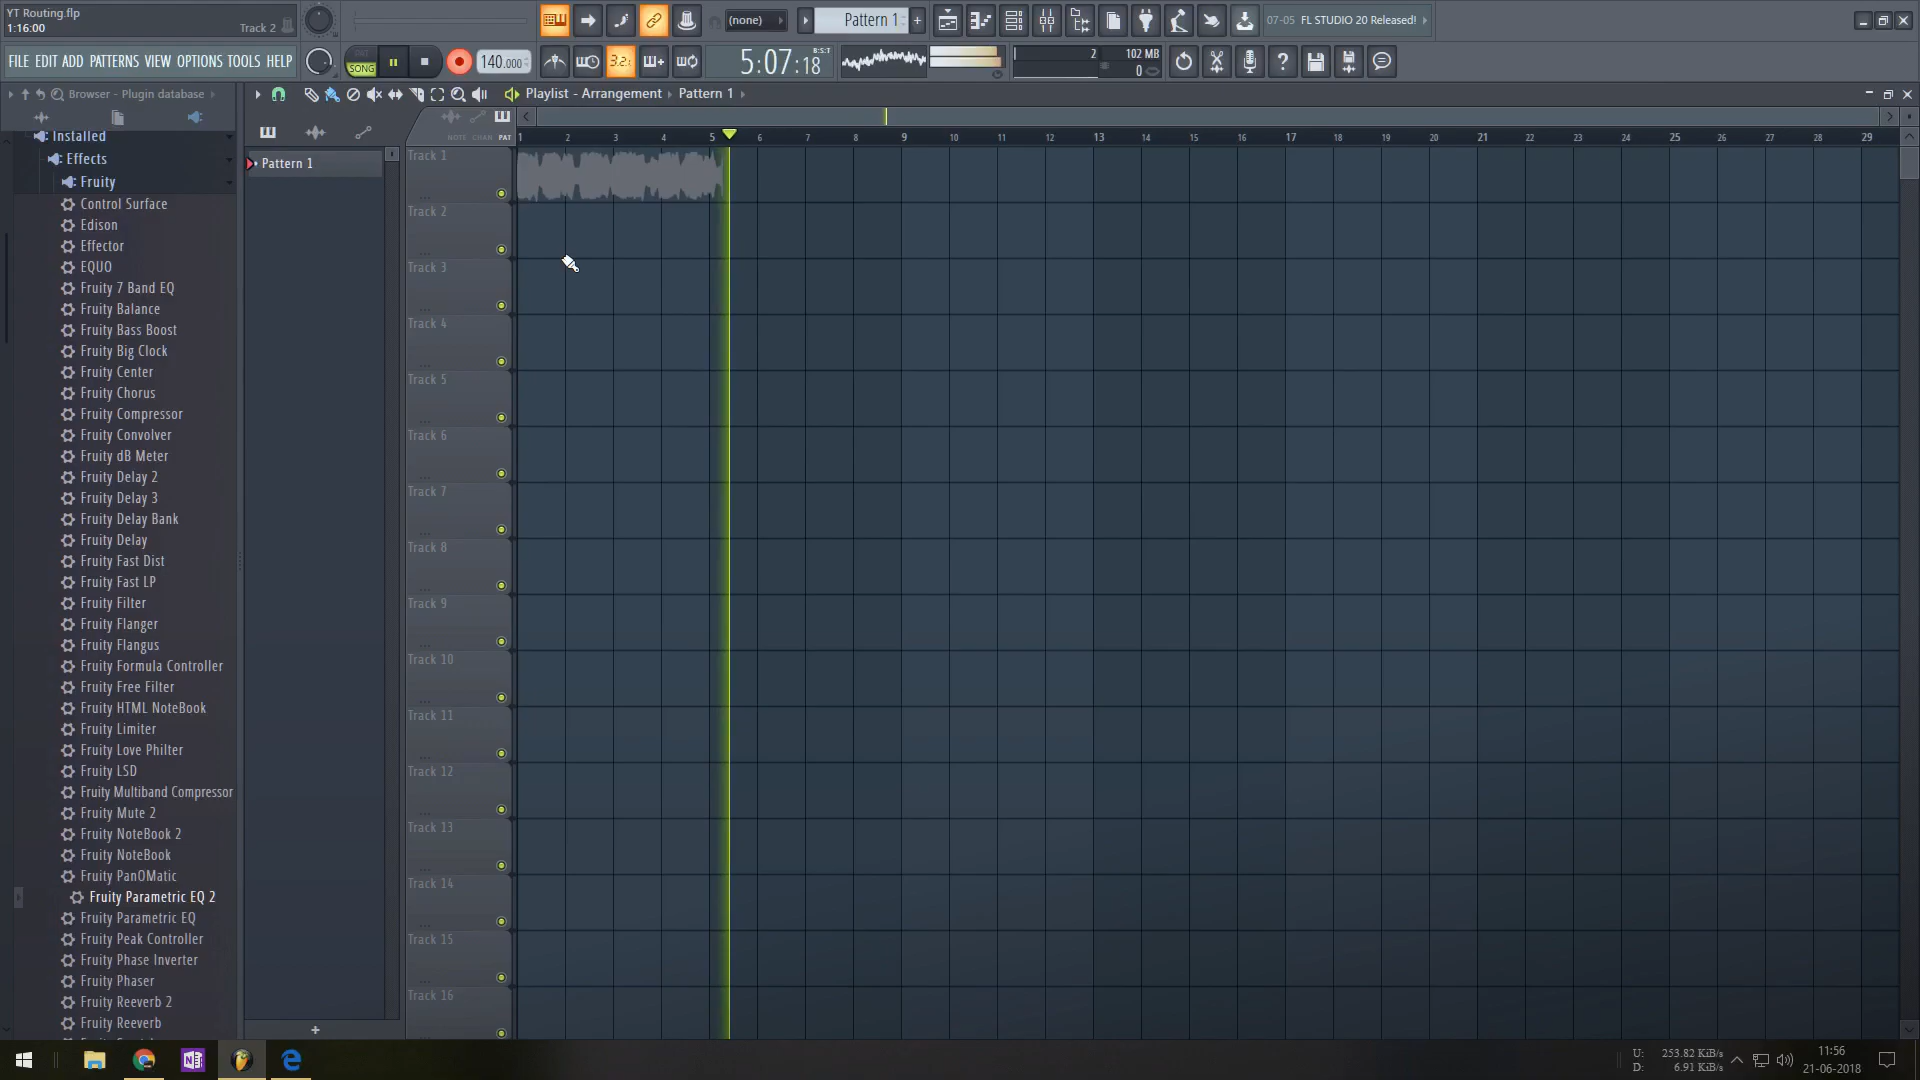 YT Routing.flp
1:16:00
Track 2
FILE EDIT ADD PATTERNS VIEW OPTIONS TOOLS HELP
SONG
140.000
(none)
Pattern 1
3.2:
5:07:18
B:S:T
2
102 MB
0
07-05 FL STUDIO 20 Released!
Browser - Plugin database
Installed
Effects
Fruity
Control Surface
Edison
Effector
EQUO
Fruity 7 Band EQ
Fruity Balance
Fruity Bass Boost
Fruity Big Clock
Fruity Center
Fruity Chorus
Fruity Compressor
Fruity Convolver
Fruity dB Meter
Fruity Delay 2
Fruity Delay 3
Fruity Delay Bank
Fruity Delay
Fruity Fast Dist
Fruity Fast LP
Fruity Filter
Fruity Flanger
Fruity Flangus
Fruity Formula Controller
Fruity Free Filter
Fruity HTML NoteBook
Fruity Limiter
Fruity Love Philter
Fruity LSD
Fruity Multiband Compressor
Fruity Mute 2
Fruity NoteBook 2
Fruity NoteBook
Fruity PanOMatic
Fruity Parametric EQ 2
Fruity Parametric EQ
Fruity Peak Controller
Fruity Phase Inverter
Fruity Phaser
Fruity Reeverb 2
Fruity Reeverb
Pattern 1
Playlist - Arrangement
Pattern 1
NOTE CHAN PAT
1 2 3 4 5 6 7 8 9 10 11 12 13 14 15 16 17 18 19 20 21 22 23 24 25 26 27 28 29
Track 1
Track 2
Track 3
Track 4
Track 5
Track 6
Track 7
Track 8
Track 9
Track 10
Track 11
Track 12
Track 13
Track 14
Track 15
Track 16
U: 253.82 KiB/s
D: 6.91 KiB/s
11:56
21-06-2018